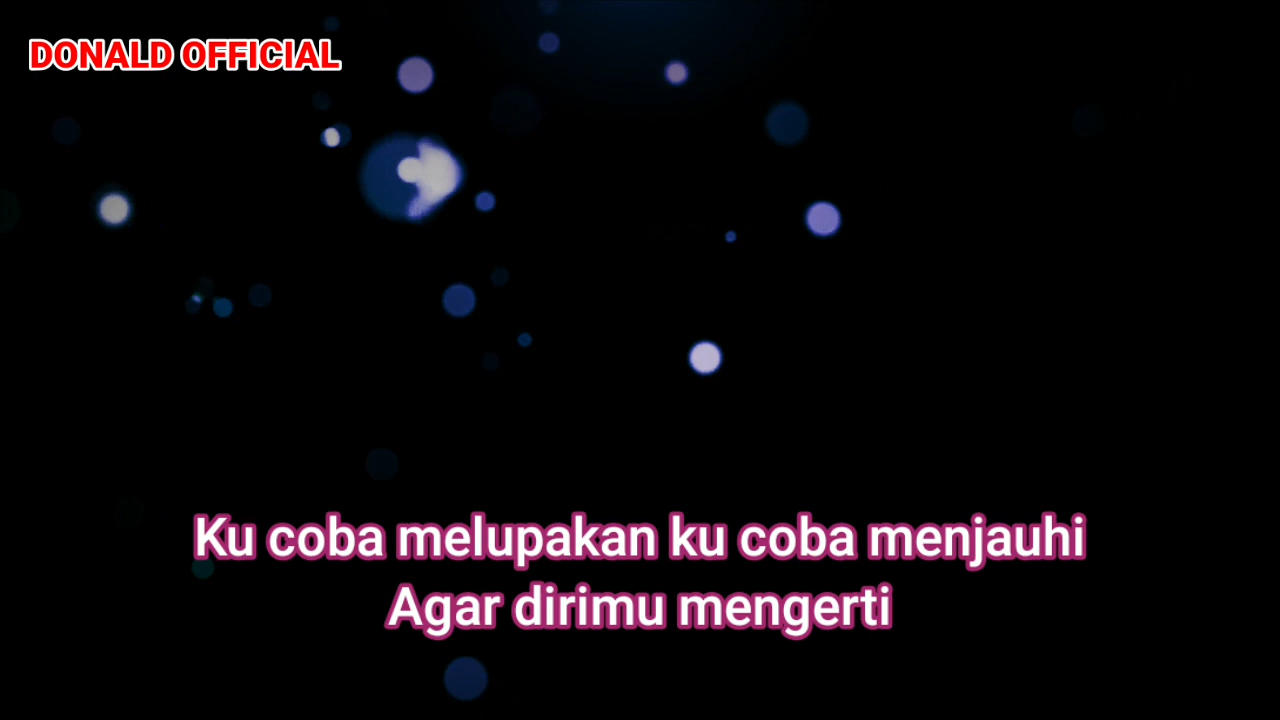 DONALD OFFICIAL
Ku coba melupakan ku coba menjauhi
Agar dirimu mengerti